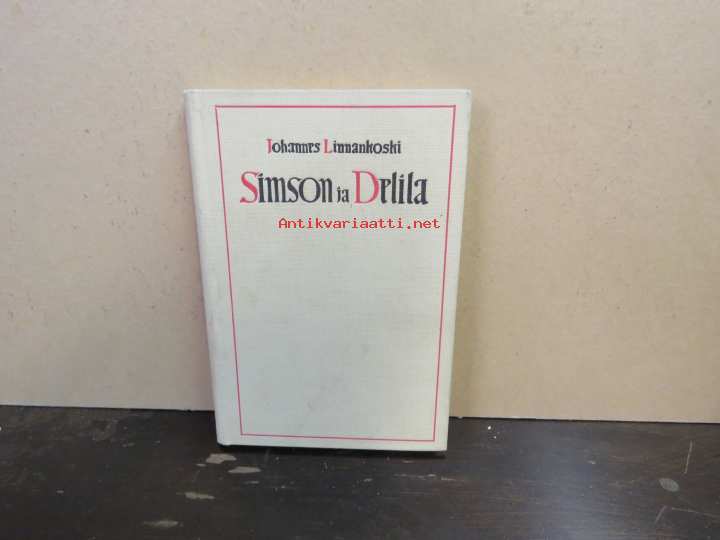 Johannes Linnankoski
Simson ja Delila
Antikvariaatti.net